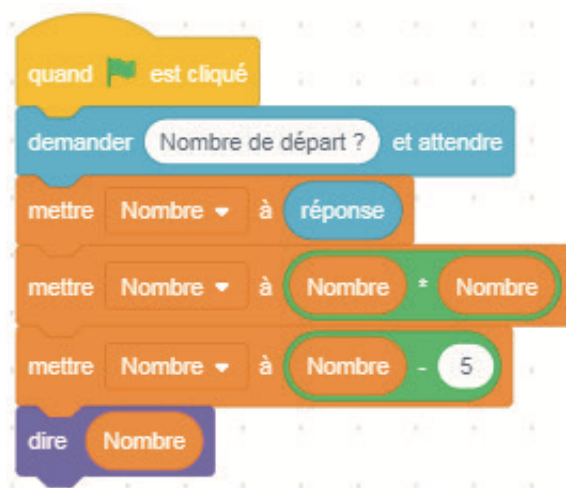 quand est cliqué
demander Nombre de départ ? et attendre
mettre Nombre à réponse
mettre Nombre à Nombre * Nombre
mettre Nombre à Nombre - 5
dire Nombre